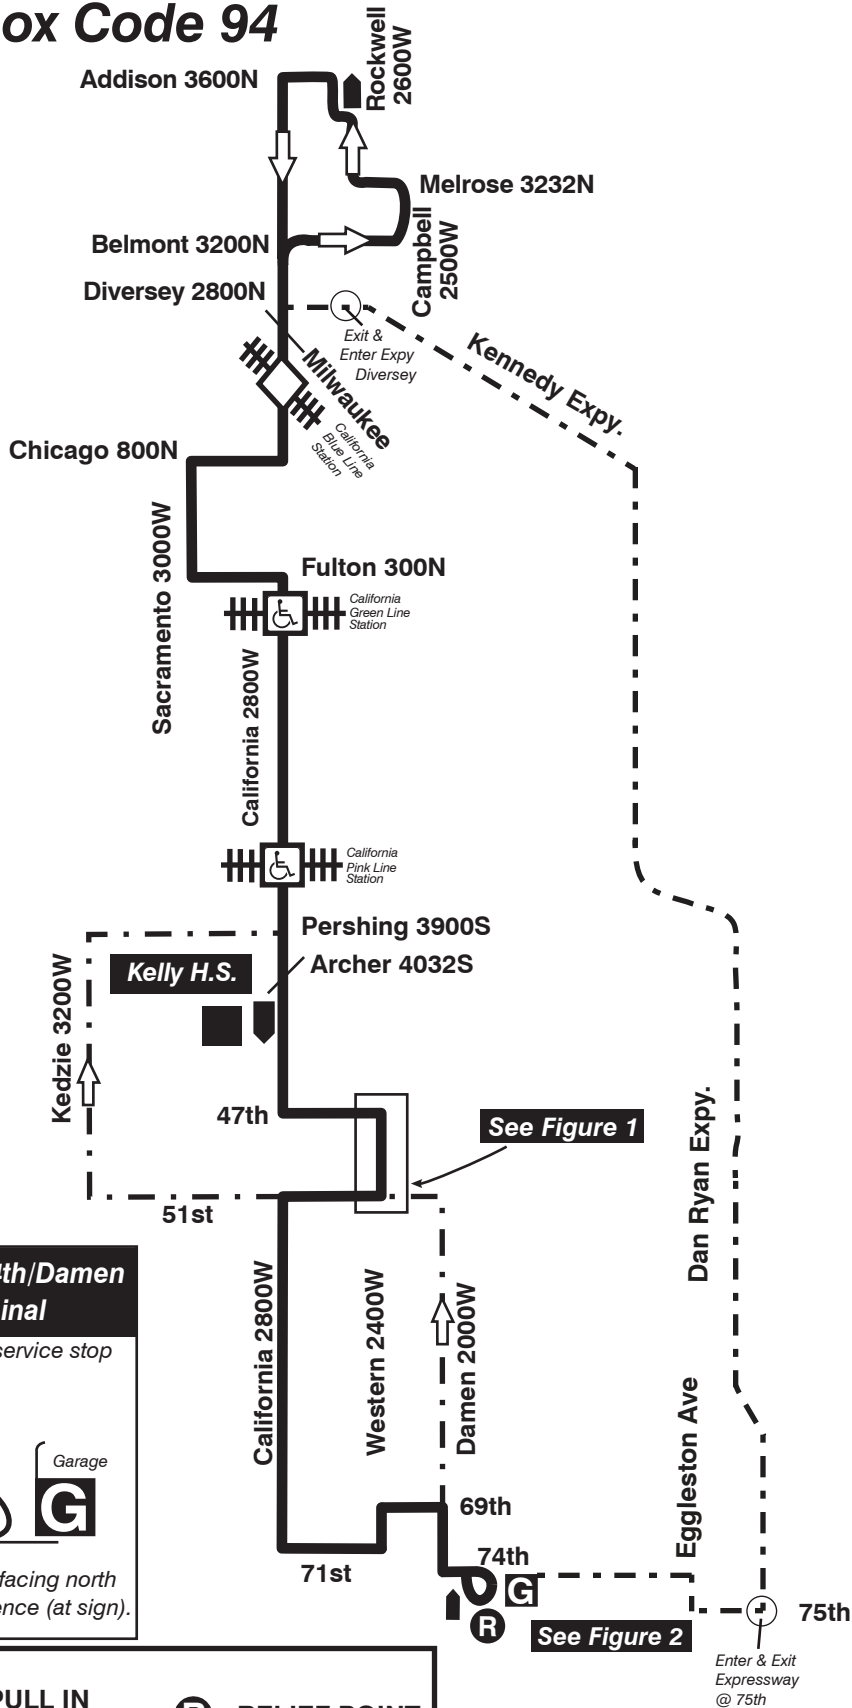 ox Code 94
Rockwell
2600W
Addison 3600N
Melrose 3232N
Belmont 3200N
Campbell
2500W
Diversey 2800N
Exit &
Enter Expy
Diversey
Kennedy Expy.
Milwaukee
California
Blue Line
Station
Chicago 800N
Sacramento 3000W
Fulton 300N
California
Green Line
Station
California 2800W
California
Pink Line
Station
Pershing 3900S
Kelly H.S.
Archer 4032S
Kedzie 3200W
47th
See Figure 1
Dan Ryan Expy.
51st
4th/Damen
inal
service stop
California 2800W
Western 2400W
Damen 2000W
Eggleston Ave
Garage
G
69th
74th
71st
facing north
ence (at sign).
G
R
75th
See Figure 2
Enter & Exit
Expressway
@ 75th
PULL IN
R
RELIEF POINT